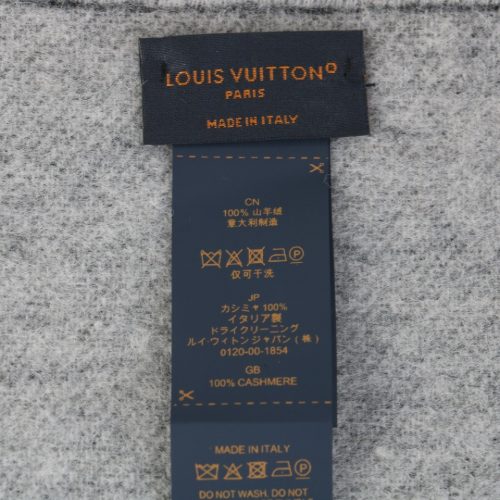 LOUIS VUITTON®
PARIS
MADE IN ITALY
CN
100% 山羊绒
意大利制造
仅可干洗
JP
カシミヤ100%
イタリア製
ドライクリーニング
ルイ·ヴィトンジャパン(株)
0120-00-1854
GB
100% CASHMERE
MADE IN ITALY
DO NOT WASH. DO NOT